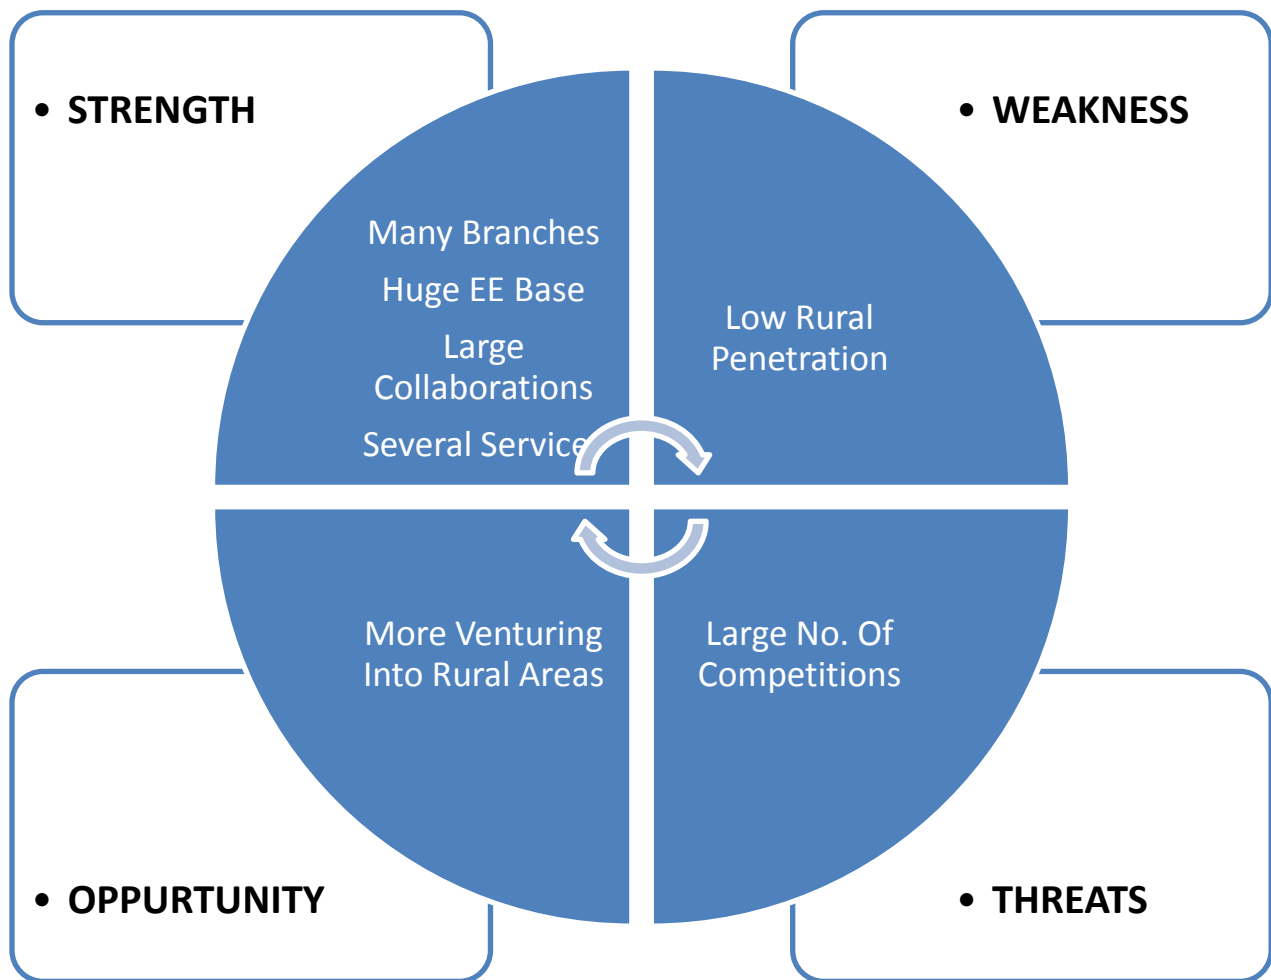 • STRENGTH
Many Branches
Huge EE Base
Large
Collaborations
Several Service
• WEAKNESS
Low Rural
Penetration
• OPPURTUNITY
More Venturing
Into Rural Areas
• THREATS
Large No. Of
Competitions